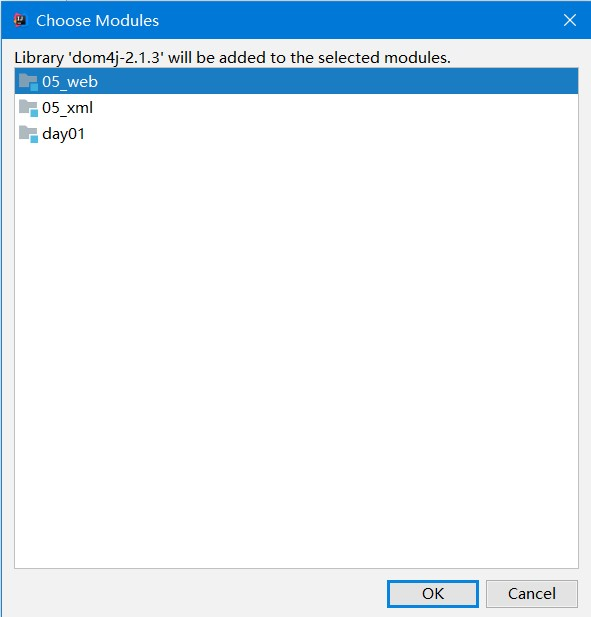 Choose Modules
Library 'dom4j-2.1.3' will be added to the selected modules.
05_web
05_xml
day01
OK
Cancel